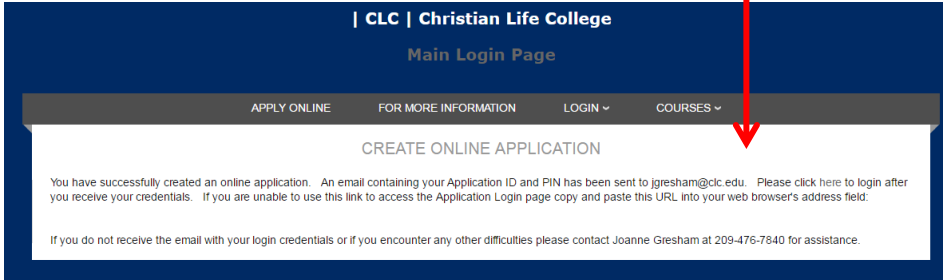 | CLC | Christian Life College
Main Login Page
APPLY ONLINE FOR MORE INFORMATION LOGIN COURSES
CREATE ONLINE APPLICATION
You have successfully created an online application. An email containing your Application ID and PIN has been sent to jgresham@clc.edu. Please click here to login after
you receive your credentials. If you are unable to use this link to access the Application Login page copy and paste this URL into your web browser's address field:
If you do not receive the email with your login credentials or if you encounter any other difficulties please contact Joanne Gresham at 209-476-7840 for assistance.